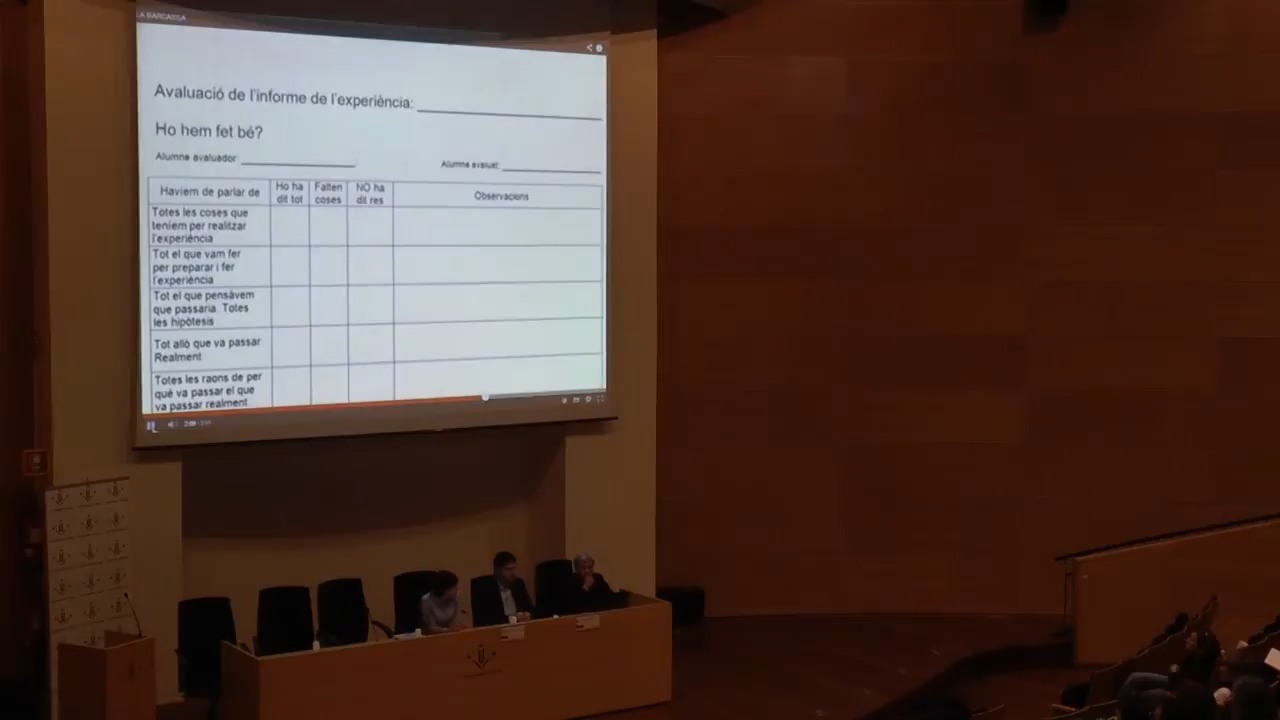 LA BARCASSA
Avaluació de l'informe de l'experiència:
Ho hem fet bé?
Alumne avaluador
Alumne avaluat:
Havíem de parlar de
Ho ha
dit tot
Falten
coses
NO ha
dit res
Observacions
Totes les coses que
teníem per realitzar
l'experiència
Tot el que vam fer
per preparar i fer
l'experiència
Tot el que pensàvem
que passaria. Totes
les hipòtesis
Tot allò que va passar
Realment
Totes les raons de per
què va passar el que
va passar realment